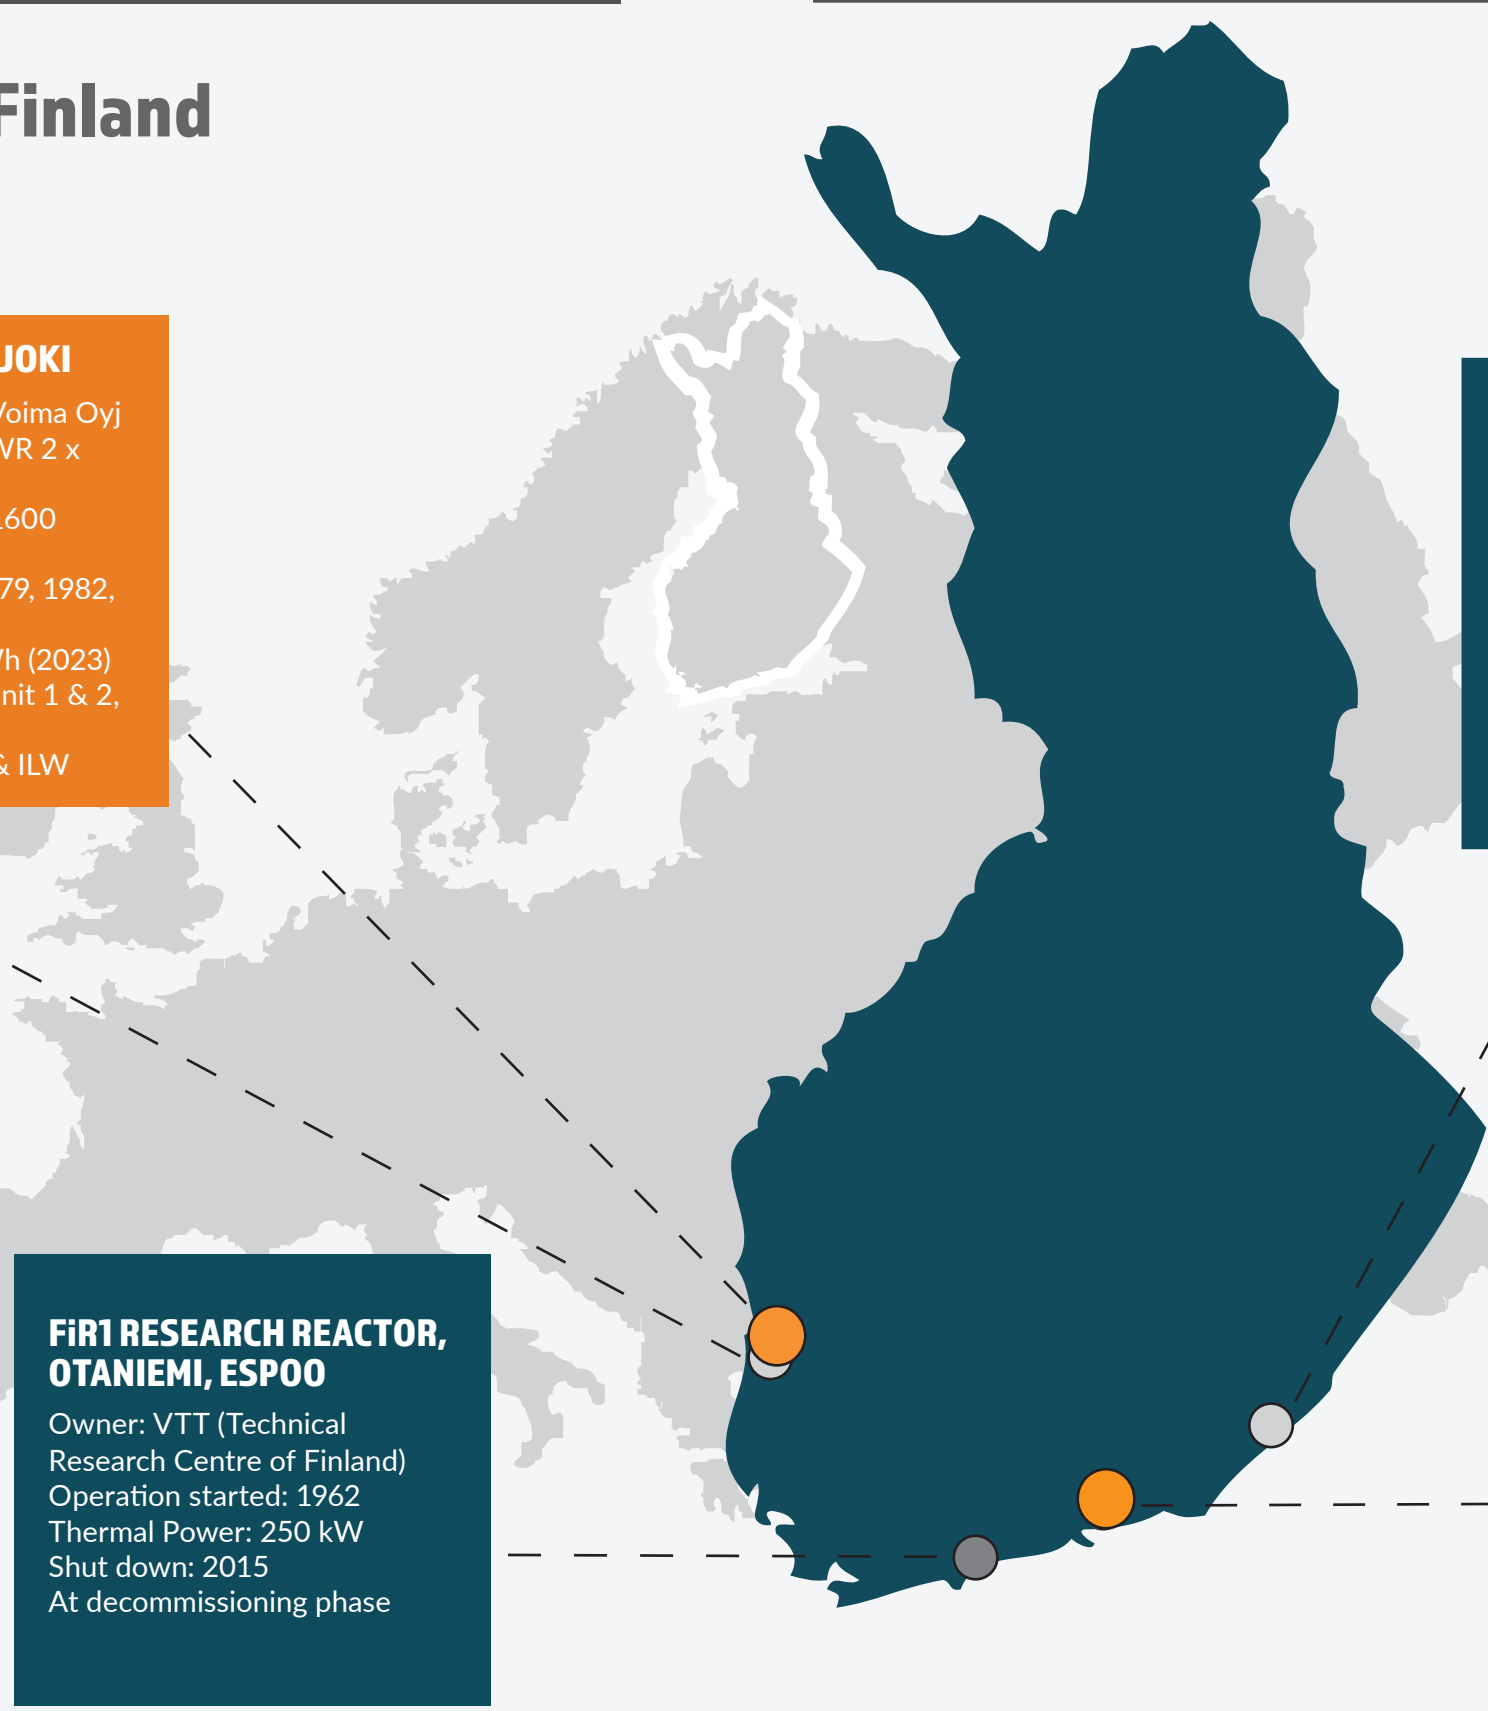 Finland
JOKI
Voima Oyj
WR 2 x
1600
79, 1982,
Wh (2023)
nit 1 & 2,
& ILW
FiR1 RESEARCH REACTOR,
OTANIEMI, ESPOO
Owner: VTT (Technical
Research Centre of Finland)
Operation started: 1962
Thermal Power: 250 kW
Shut down: 2015
At decommissioning phase